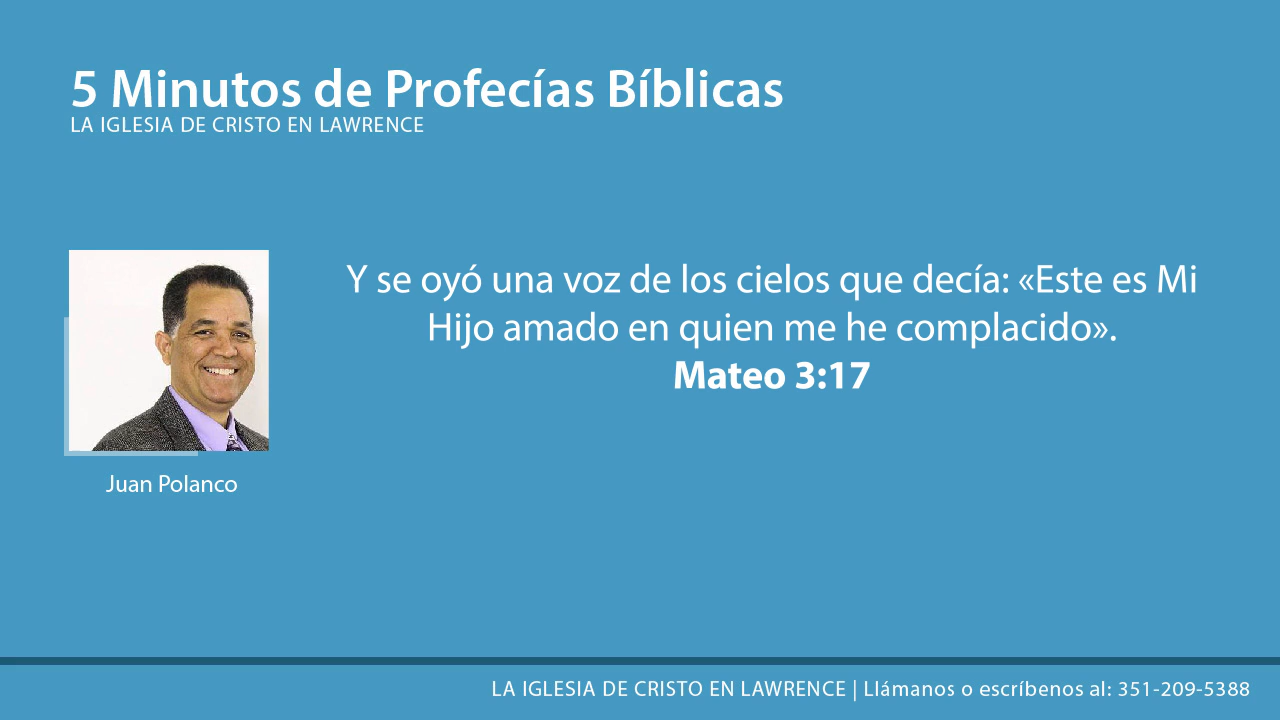 5 Minutos de Profecías Bíblicas
LA IGLESIA DE CRISTO EN LAWRENCE
Y se oyó una voz de los cielos que decía: «Este es Mi
Hijo amado en quien me he complacido».
Mateo 3:17
Juan Polanco
LA IGLESIA DE CRISTO EN LAWRENCE | Llámanos o escríbenos al: 351-209-5388